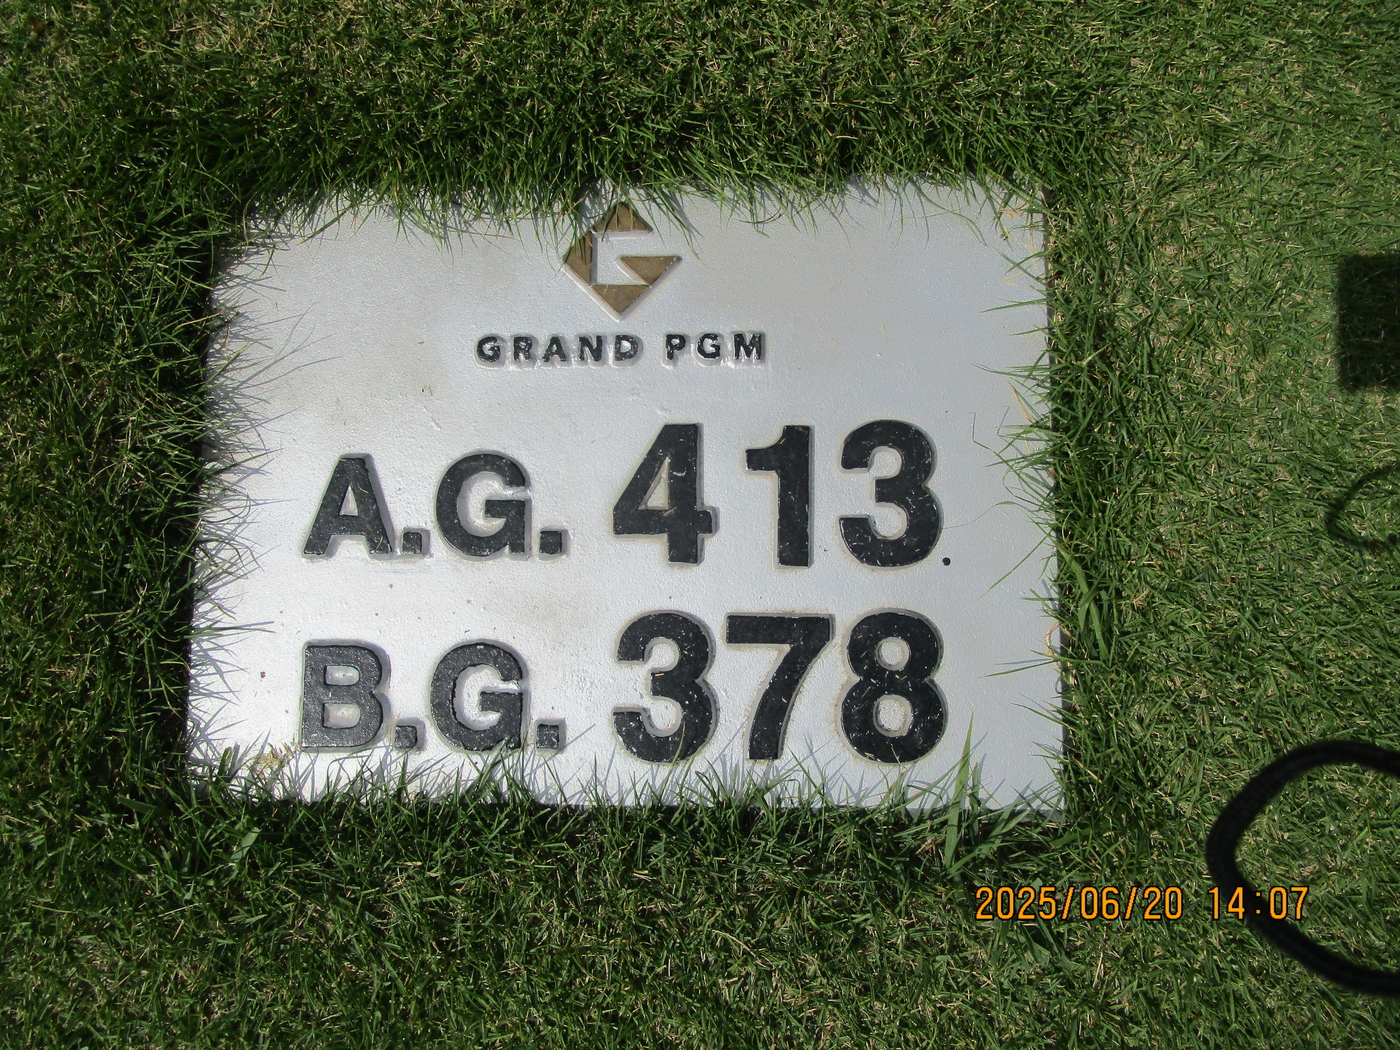 GRAND PGM
A.G. 413
B.G. 378
2025/06/20 14:07